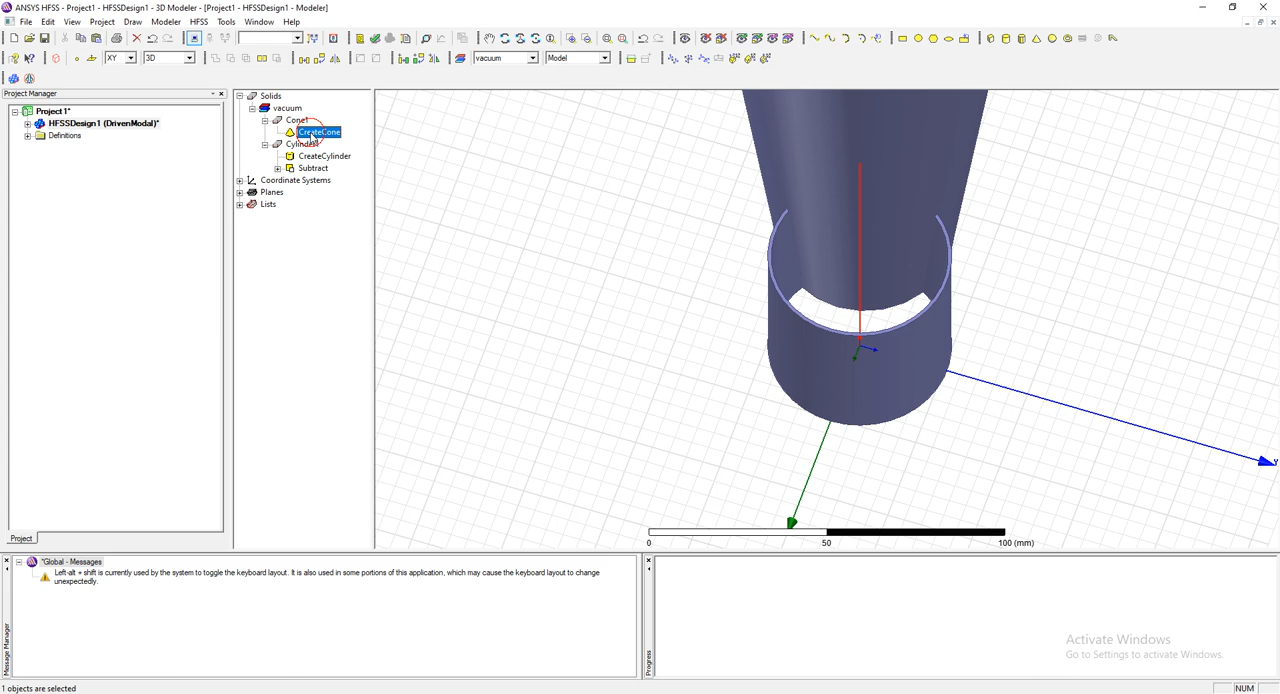 ANSYS HFSS - Project1 - HFSSDesign1 - 3D Modeler - [Project1 - HFSSDesign1 - Modeler]
File Edit View Project Draw Modeler HFSS Tools Window Help
XY 3D vacuum Model
Project Manager
Project1*
HFSSDesign1 (DrivenModal)*
Definitions
Project
Solids
vacuum
Cone1
CreateCone
CreateCylinder
Subtract
Coordinate Systems
Planes
Lists
Y
0 50 100 (mm)
*Global - Messages
Left-alt + shift is currently used by the system to toggle the keyboard layout. It is also used in some portions of this application, which may cause the keyboard layout to change
unexpectedly.
Message Manager
Progress
Activate Windows
Go to Settings to activate Windows.
1 objects are selected
NUM